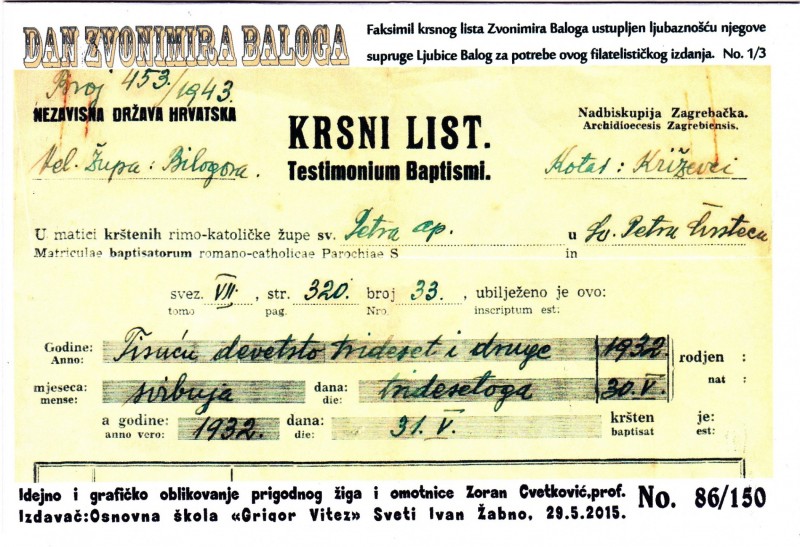 DAN ZVONIMIRA BALOGA
Faksimil krsnog lista Zvonimira Baloga ustupljen ljubaznošću njegove
supruge Ljubice Balog za potrebe ovog filatelističkog izdanja. No. 1/3
Broj 453/1943.
NEZAVISNA DRŽAVA HRVATSKA
Vel. Župa: Bilogora.
KRSNI LIST.
Testimonium Baptismi.
Nadbiskupija Zagrebačka.
Archidioecesis Zagrebiensis.
Kotar: Križevci
U matici krštenih rimo-katoličke župe sv. Petra ap. u Sv. Petru
Matriculae baptisatorum romano-catholicae Parochiae S in
svez. VII., str. 320. broj 33., ubilježeno je ovo:
tomo pag. Nro. inscriptum est:
Godine: Tisuću devetsto trideset i druge 1932. rodjen :
Anno: nat :
mjeseca: svibnja dana: tridesetoga 30. V.
mense: die:
a godine: 1932. dana: 31. V. kršten je:
anno vero: die: baptisat est:
Idejno i grafičko oblikovanje prigodnog žiga i omotnice Zoran Cvetković,prof.
Izdavač:Osnovna škola «Grigor Vitez» Sveti Ivan Žabno, 29.5.2015.
No. 86/150